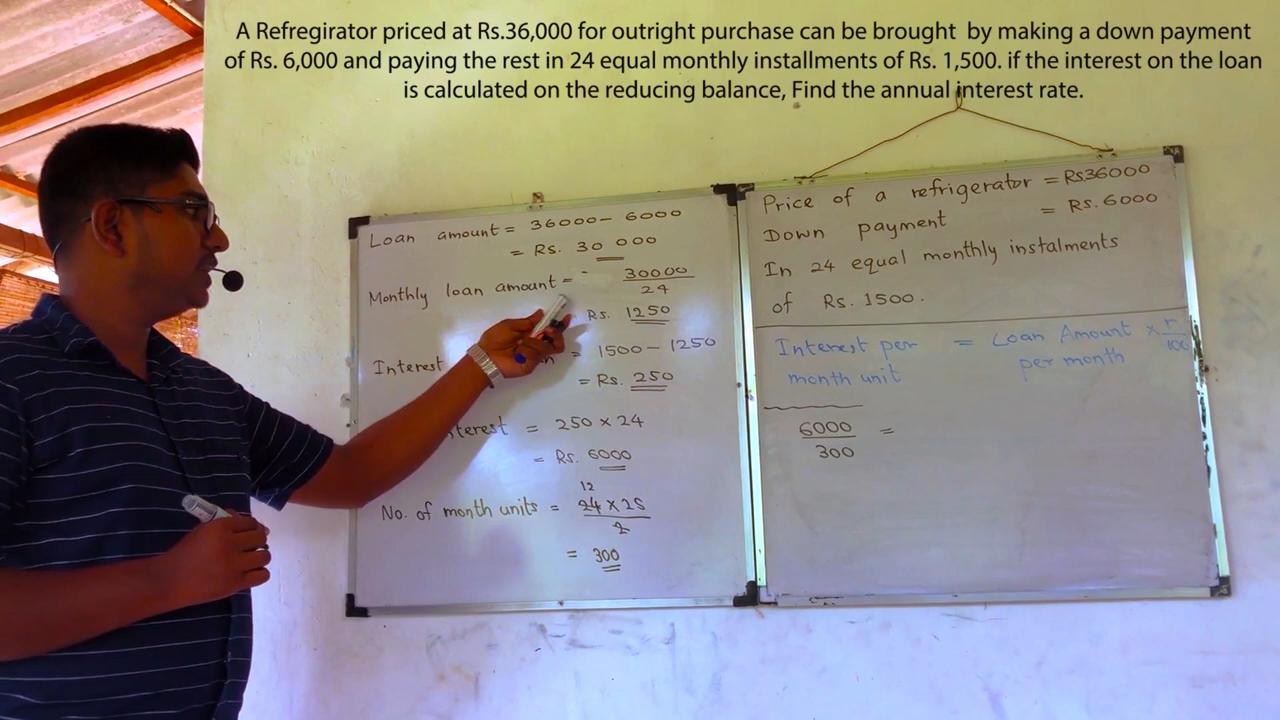 A Refregirator priced at Rs.36,000 for outright purchase can be brought by making a down payment
of Rs. 6,000 and paying the rest in 24 equal monthly installments of Rs. 1,500. if the interest on the loan
is calculated on the reducing balance, Find the annual interest rate.
Loan amount = 36000 - 6000
= Rs. 30 000
Monthly loan amount = 30000
24
Rs. 1250
Interest = 1500 - 1250
= Rs. 250
= 250 × 24
= Rs. 6000
12
No. of month units = 24 × 25
2
= 300
Price of a refrigerator = Rs36000
Down payment = Rs. 6000
In 24 equal monthly instalments
of Rs. 1500.
Interest per = Loan Amount × r
month unit per month 100
6000 =
300